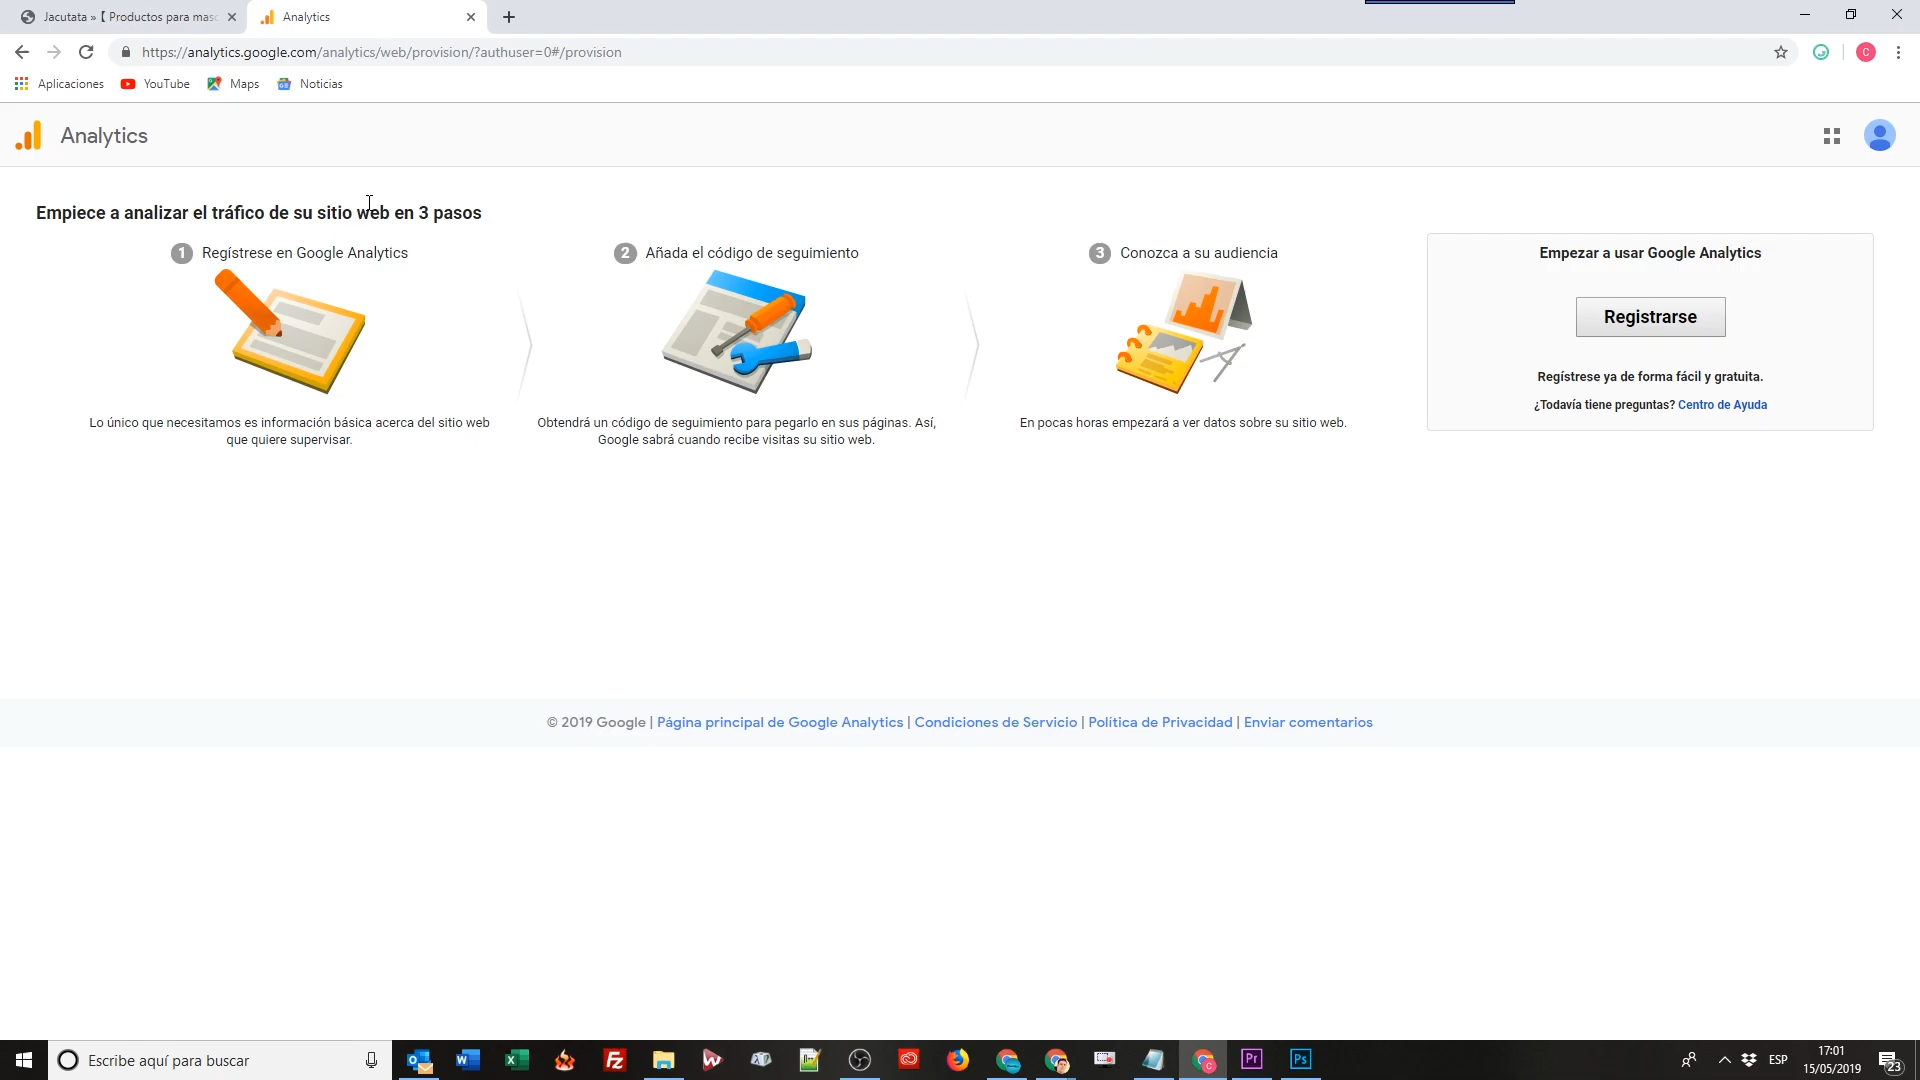 Jacutata » 【 Productos para masc
Analytics
https://analytics.google.com/analytics/web/provision/?authuser=0#/provision
C
Aplicaciones
YouTube
Maps
Noticias
Analytics
Empiece a analizar el tráfico de su sitio web en 3 pasos
1 Regístrese en Google Analytics
Lo único que necesitamos es información básica acerca del sitio web
que quiere supervisar.
2 Añada el código de seguimiento
Obtendrá un código de seguimiento para pegarlo en sus páginas. Así,
Google sabrá cuando recibe visitas su sitio web.
3 Conozca a su audiencia
En pocas horas empezará a ver datos sobre su sitio web.
Empezar a usar Google Analytics
Registrarse
Regístrese ya de forma fácil y gratuita.
¿Todavía tiene preguntas? Centro de Ayuda
© 2019 Google | Página principal de Google Analytics | Condiciones de Servicio | Política de Privacidad | Enviar comentarios
Escribe aquí para buscar
Fz
Pr
Ps
ESP
17:01
15/05/2019
23